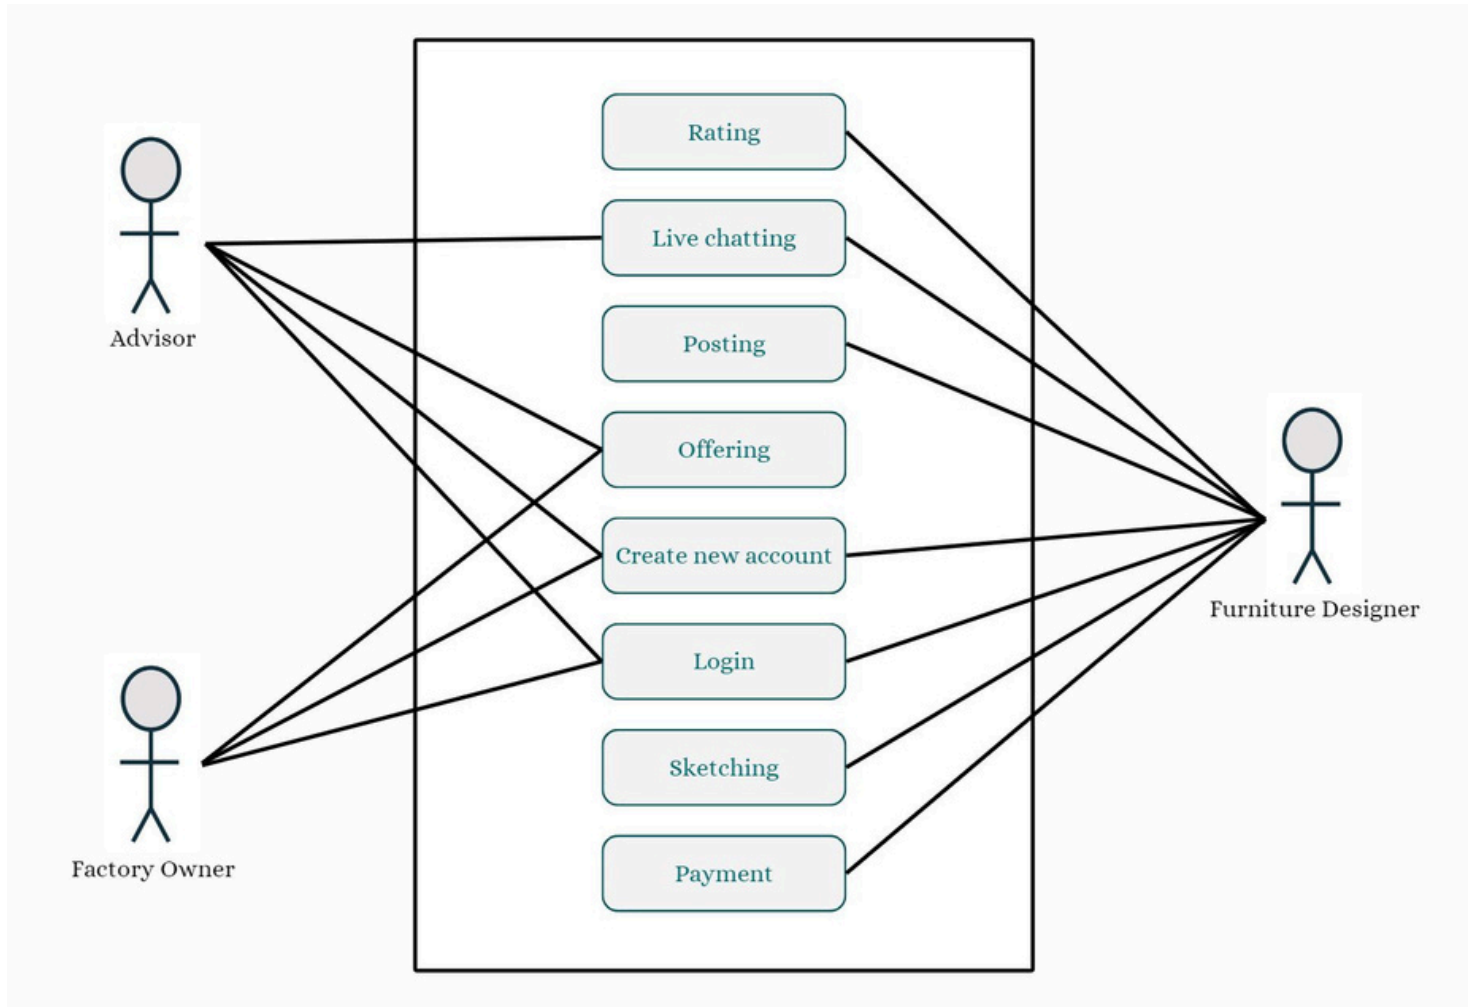 Rating
Live chatting
Advisor
Posting
Offering
Create new account
Furniture Designer
Login
Sketching
Factory Owner
Payment